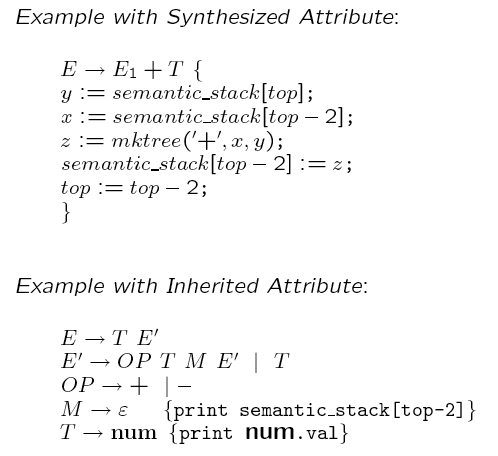 Example with Synthesized Attribute:
E → E₁ + T {
y := semantic_stack[top];
x := semantic_stack[top − 2];
z := mktree('+', x, y);
semantic_stack[top − 2] := z;
top := top − 2;
}
Example with Inherited Attribute:
E → T E′
E′ → OP T M E′ | T
OP → + | −
M → ε {print semantic_stack[top-2]}
T → num {print num.val}